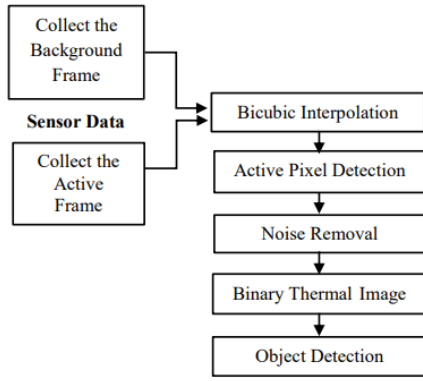 Collect the
Background
Frame
Sensor Data
Collect the
Active
Frame
Bicubic Interpolation
Active Pixel Detection
Noise Removal
Binary Thermal Image
Object Detection